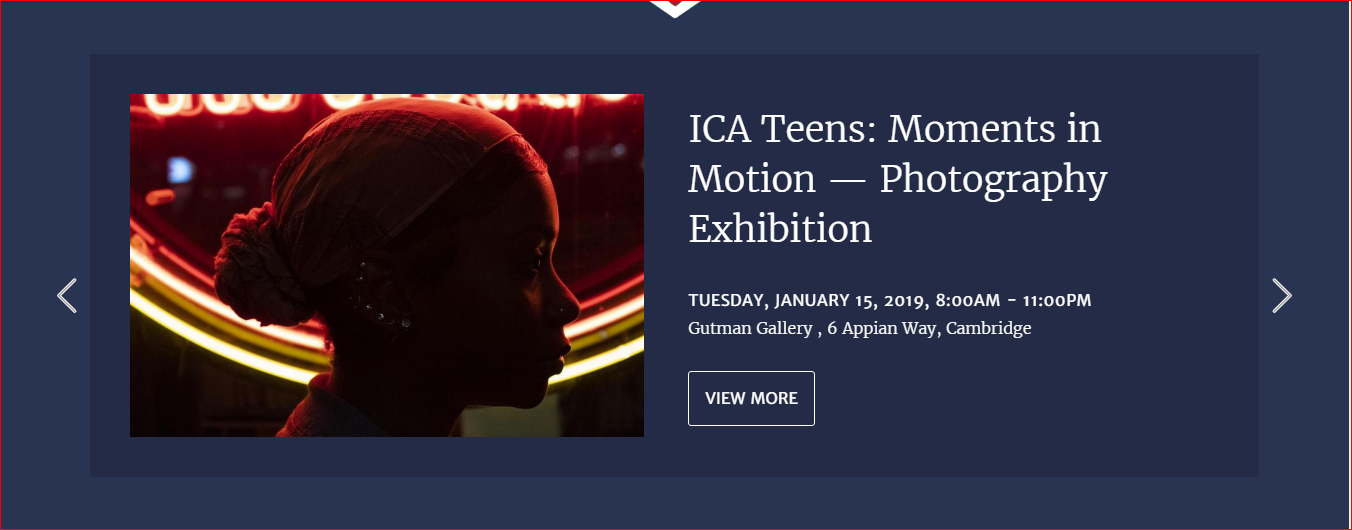 ICA Teens: Moments in
Motion — Photography
Exhibition
TUESDAY, JANUARY 15, 2019, 8:00AM - 11:00PM
Gutman Gallery , 6 Appian Way, Cambridge
VIEW MORE